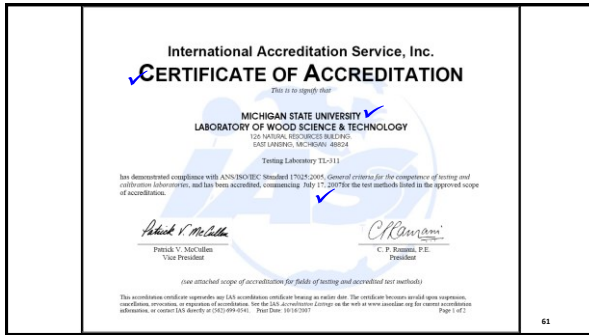 International Accreditation Service, Inc.
CERTIFICATE OF ACCREDITATION
This is to signify that
MICHIGAN STATE UNIVERSITY
LABORATORY OF WOOD SCIENCE & TECHNOLOGY
126 NATURAL RESOURCES BUILDING
EAST LANSING, MICHIGAN 48824
Testing Laboratory TL-311
has demonstrated compliance with ANS/ISO/IEC Standard 17025:2005, General criteria for the competence of testing and
calibration laboratories, and has been accredited, commencing July 17, 2007for the test methods listed in the approved scope
of accreditation.
Patrick V. McCullen
C. P. Ramani
Patrick V. McCullen
C. P. Ramani, P.E.
Vice President
President
(see attached scope of accreditation for fields of testing and accredited test methods)
This accreditation certificate supersedes any IAS accreditation certificate bearing an earlier date. The certificate becomes invalid upon suspension,
cancellation, revocation, or expiration of accreditation. See the IAS Accreditation Listings on the web at www.iasonline.org for current accreditation
information, or contact IAS directly at (562) 699-0541. Print Date: 10/16/2007 Page 1 of 2
IAS
61